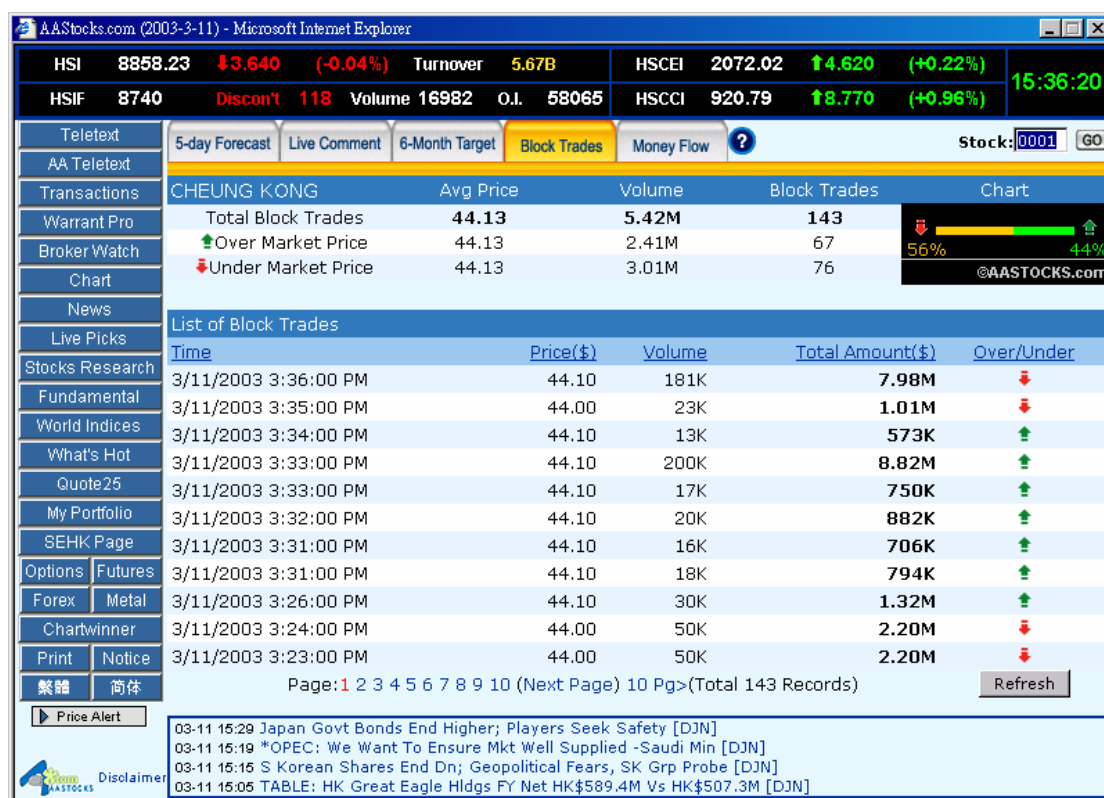 AAStocks.com (2003-3-11) - Microsoft Internet Explorer
HSI 8858.23 3.640 (-0.04%) Turnover 5.67B HSCEI 2072.02 4.620 (+0.22%)
15:36:20
HSIF 8740 Discon't 118 Volume 16982 O.I. 58065 HSCCI 920.79 18.770 (+0.96%)
Teletext
AA Teletext
Transactions
Warrant Pro
Broker Watch
Chart
News
Live Picks
Stocks Research
Fundamental
World Indices
What's Hot
Quote25
My Portfolio
SEHK Page
Options Futures
Forex Metal
Chartwinner
Print Notice
繁體 简体
Price Alert
AASTOCKS Disclaimer
5-day Forecast Live Comment 6-Month Target Block Trades Money Flow ? Stock: 0001 GO
CHEUNG KONG Avg Price Volume Block Trades Chart
Total Block Trades 44.13 5.42M 143
Over Market Price 44.13 2.41M 67
Under Market Price 44.13 3.01M 76
56% 44%
©AASTOCKS.com
List of Block Trades
Time Price($) Volume Total Amount($) Over/Under
3/11/2003 3:36:00 PM 44.10 181K 7.98M
3/11/2003 3:35:00 PM 44.00 23K 1.01M
3/11/2003 3:34:00 PM 44.10 13K 573K
3/11/2003 3:33:00 PM 44.10 200K 8.82M
3/11/2003 3:33:00 PM 44.10 17K 750K
3/11/2003 3:32:00 PM 44.10 20K 882K
3/11/2003 3:31:00 PM 44.10 16K 706K
3/11/2003 3:31:00 PM 44.10 18K 794K
3/11/2003 3:26:00 PM 44.10 30K 1.32M
3/11/2003 3:24:00 PM 44.00 50K 2.20M
3/11/2003 3:23:00 PM 44.00 50K 2.20M
Page:1 2 3 4 5 6 7 8 9 10 (Next Page) 10 Pg>(Total 143 Records) Refresh
03-11 15:29 Japan Govt Bonds End Higher; Players Seek Safety [DJN]
03-11 15:19 *OPEC: We Want To Ensure Mkt Well Supplied -Saudi Min [DJN]
03-11 15:15 S Korean Shares End Dn; Geopolitical Fears, SK Grp Probe [DJN]
03-11 15:05 TABLE: HK Great Eagle Hldgs FY Net HK$589.4M Vs HK$507.3M [DJN]